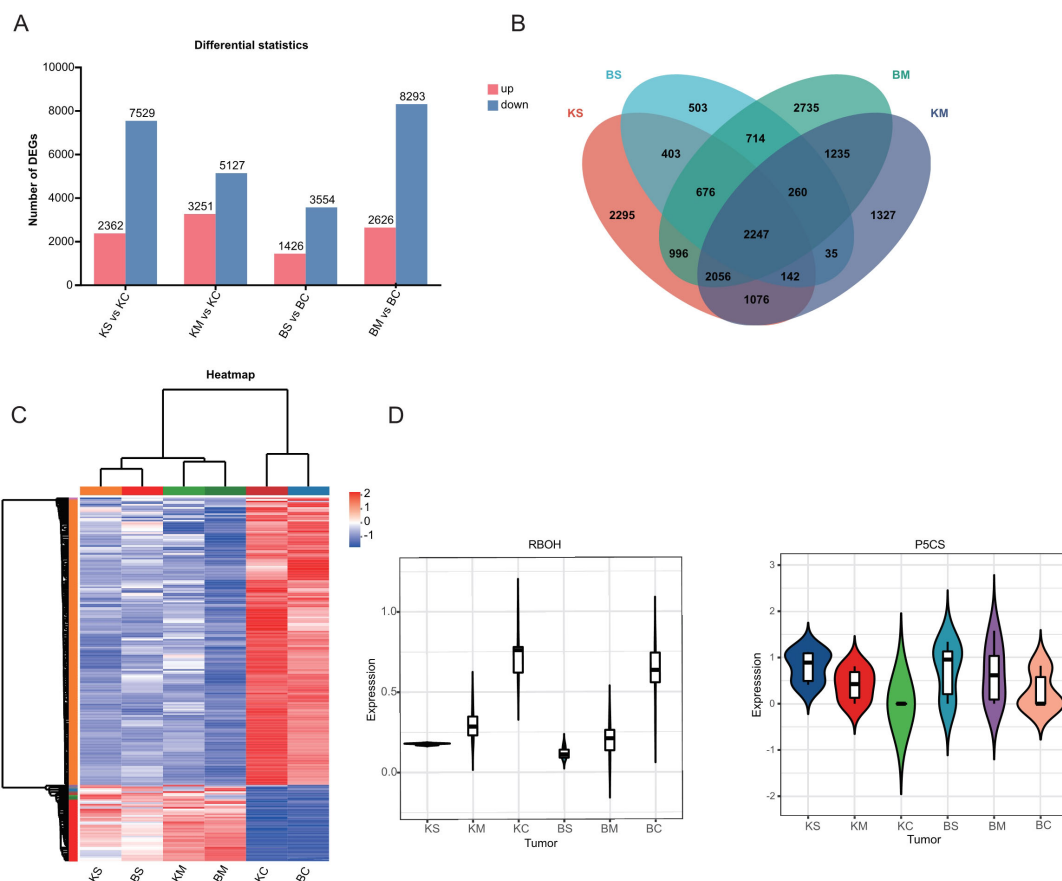 A
Differential statistics
Number of DEGs
10000
8000
6000
4000
2000
0
2362
7529
3251
5127
1426
3554
2626
8293
KS vs KC
KM vs KC
BS vs BC
BM vs BC
up
down
B
BS
BM
KS
KM
503
2735
403
714
1235
2295
676
260
1327
2247
996
35
2056
142
1076
C
Heatmap
2
1
0
-1
KS
BS
KM
BM
KC
BC
D
RBOH
Expresssion
1.0
0.5
0.0
KS
KM
KC
BS
BM
BC
Tumor
P5CS
Expresssion
3
2
1
0
-1
-2
KS
KM
KC
BS
BM
BC
Tumor